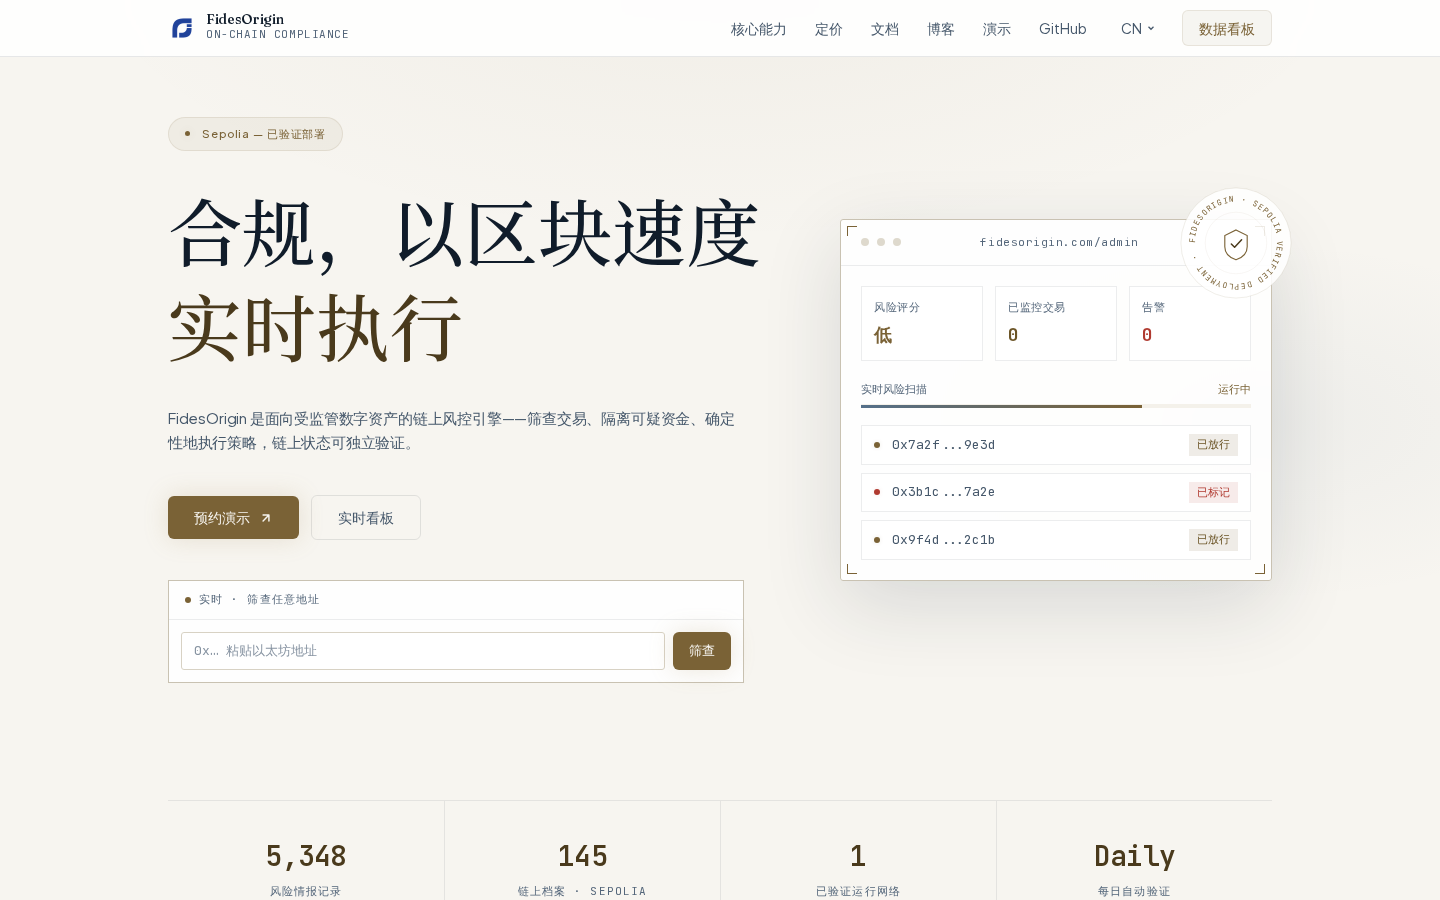 FidesOrigin
ON-CHAIN COMPLIANCE
核心能力
定价
文档
博客
演示
GitHub
CN
数据看板
Sepolia — 已验证部署
合规，以区块速度
实时执行
FidesOrigin 是面向受监管数字资产的链上风控引擎——筛查交易、隔离可疑资金、确定
性地执行策略，链上状态可独立验证。
预约演示
实时看板
实时 · 筛查任意地址
0x… 粘贴以太坊地址
筛查
fidesorigin.com/admin
FIDESORIGIN · SEPOLIA VERIFIED DEPLOYMENT ·
风险评分
低
已监控交易
0
告警
0
实时风险扫描
运行中
0x7a2f...9e3d
已放行
0x3b1c...7a2e
已标记
0x9f4d...2c1b
已放行
5,348
风险情报记录
145
链上档案 · SEPOLIA
1
已验证运行网络
Daily
每日自动验证